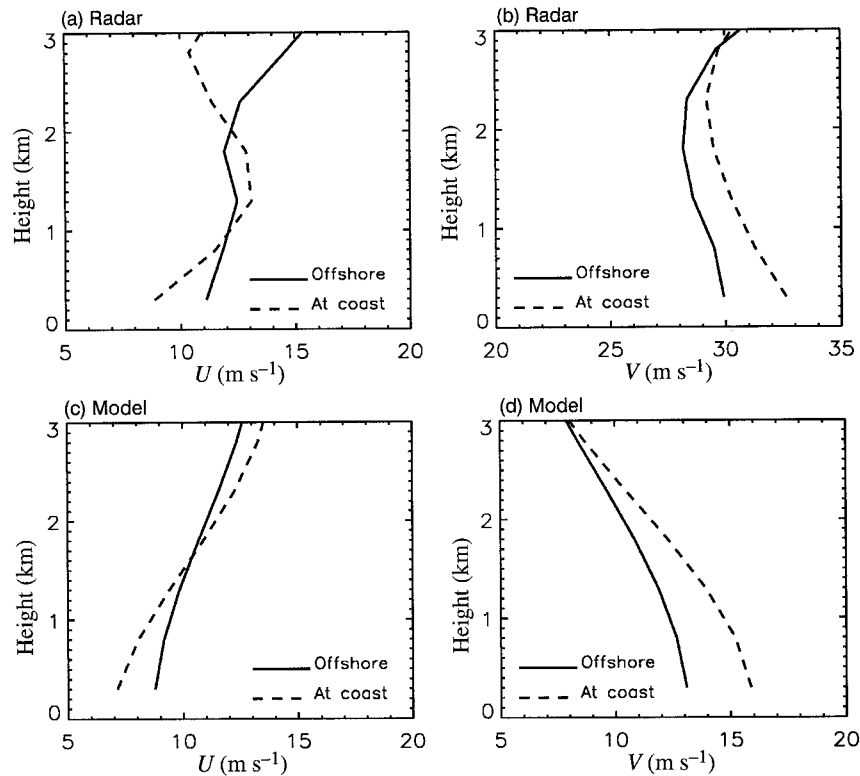 (a) Radar
3
2
1
0
Height (km)
Offshore
At coast
5 10 15 20
U (m s⁻¹)
(b) Radar
3
2
1
0
Height (km)
Offshore
At coast
20 25 30 35
V (m s⁻¹)
(c) Model
3
2
1
0
Height (km)
Offshore
At coast
5 10 15 20
U (m s⁻¹)
(d) Model
3
2
1
0
Height (km)
Offshore
At coast
5 10 15 20
V (m s⁻¹)